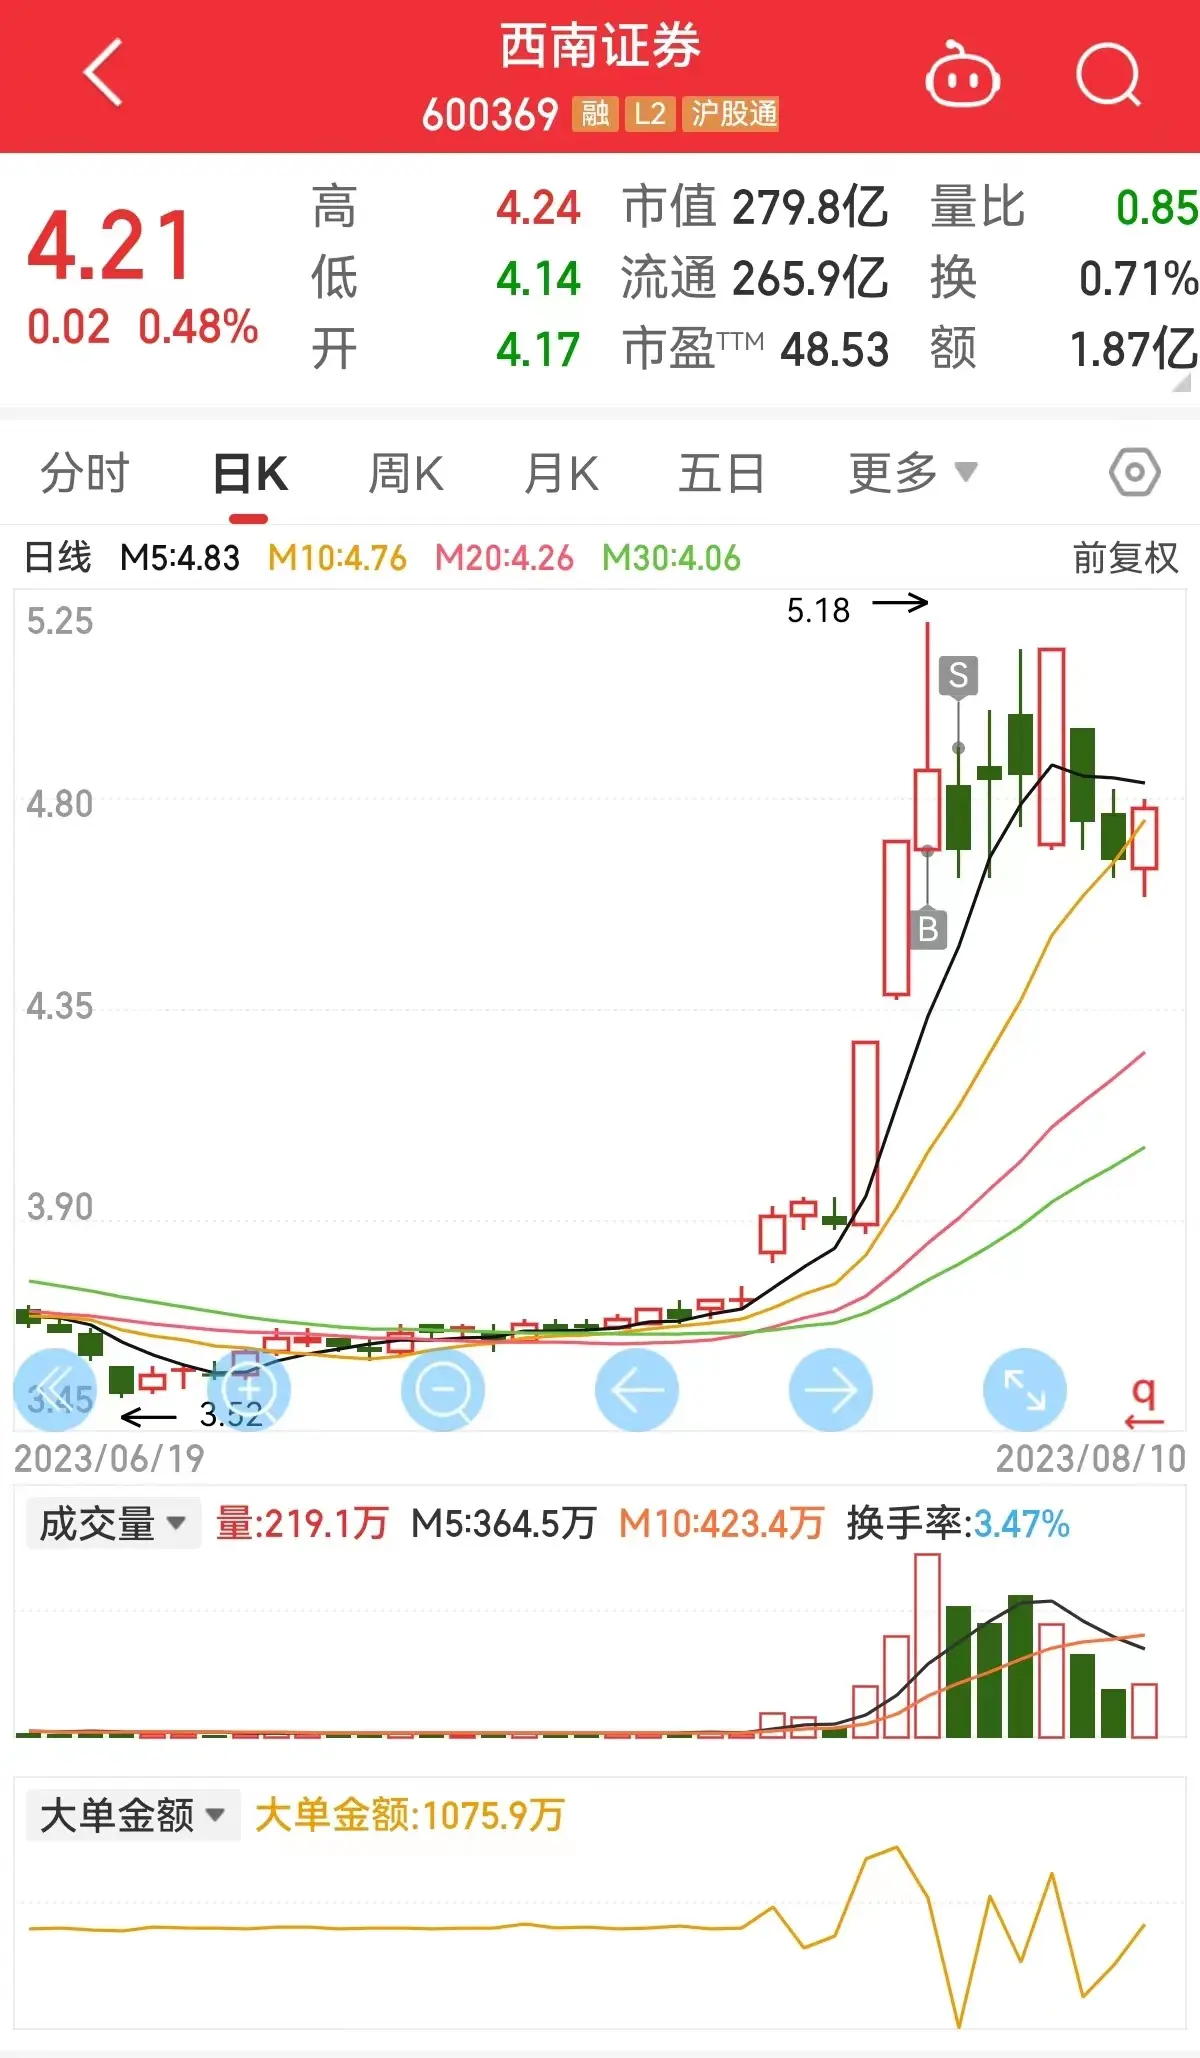 西南证券
600369 融 L2 沪股通
4.21
0.02 0.48%
高 4.24 市值 279.8亿 量比 0.85
低 4.14 流通 265.9亿 换 0.71%
开 4.17 市盈TTM 48.53 额 1.87亿
分时 日K 周K 月K 五日 更多
日线 M5:4.83 M10:4.76 M20:4.26 M30:4.06 前复权
5.25
5.18
S
4.80
B
4.35
3.90
3.45
3.52
q
2023/06/19 2023/08/10
成交量 量:219.1万 M5:364.5万 M10:423.4万 换手率:3.47%
大单金额 大单金额:1075.9万